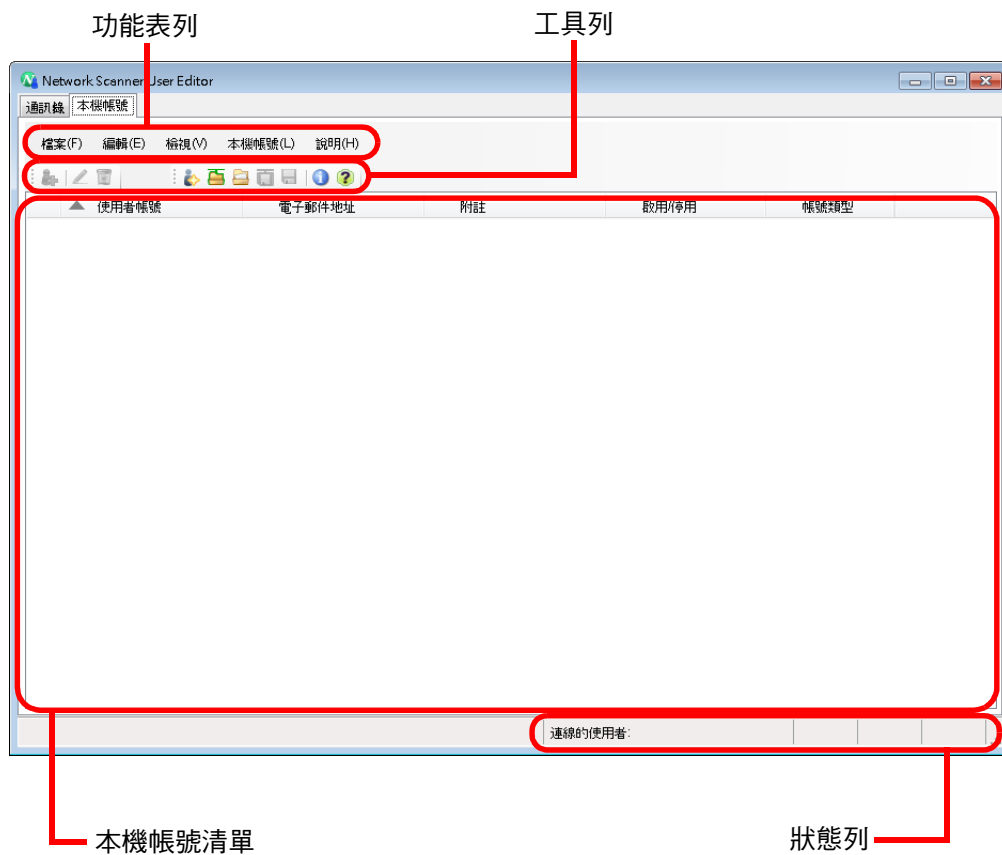 功能表列
工具列
Network Scanner User Editor
通訊錄 本機帳號
檔案(F) 編輯(E) 檢視(V) 本機帳號(L) 說明(H)
使用者帳號 電子郵件地址 附註 啟用/停用 帳號類型
連線的使用者:
本機帳號清單
狀態列